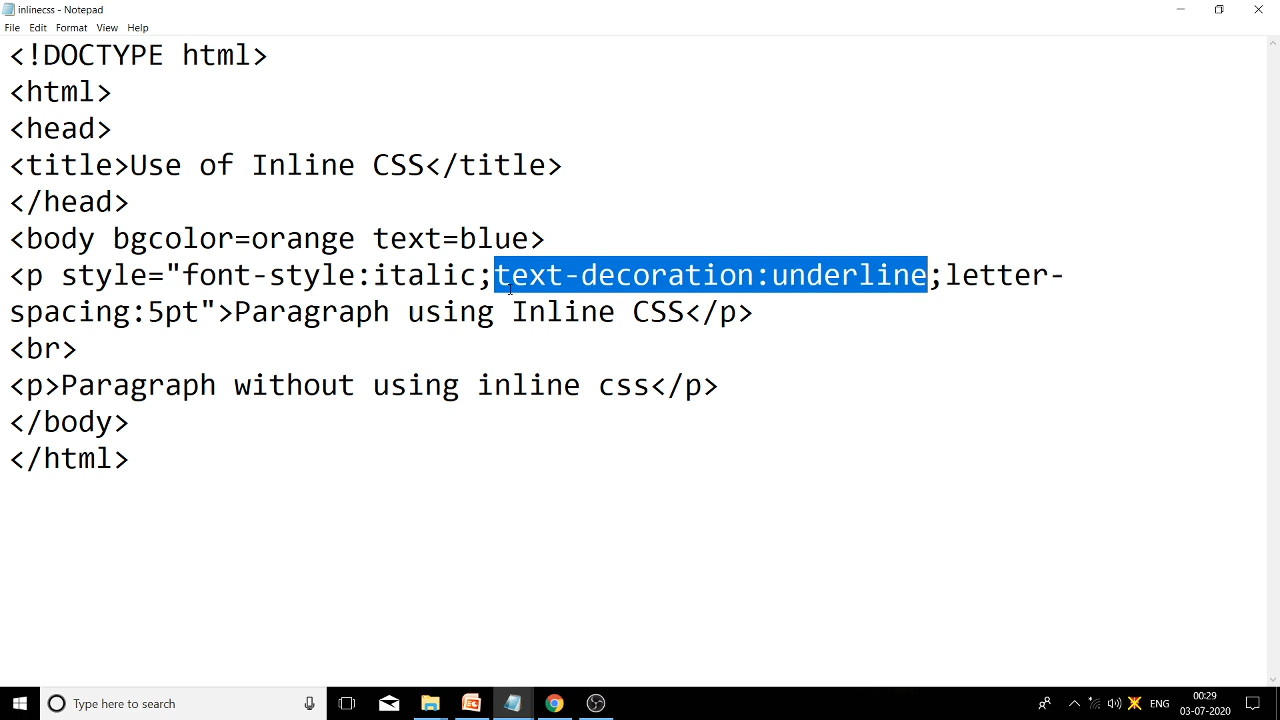 inlinecss - Notepad
File Edit Format View Help
<!DOCTYPE html>
<html>
<head>
<title>Use of Inline CSS</title>
</head>
<body bgcolor=orange text=blue>
<p style="font-style:italic;text-decoration:underline;letter-
spacing:5pt">Paragraph using Inline CSS</p>
<br>
<p>Paragraph without using inline css</p>
</body>
</html>
Type here to search
ENG
00:29
03-07-2020